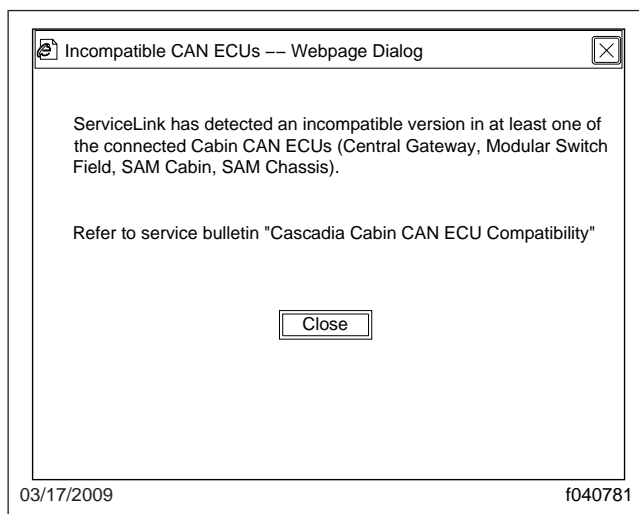 Incompatible CAN ECUs –– Webpage Dialog
ServiceLink has detected an incompatible version in at least one of
the connected Cabin CAN ECUs (Central Gateway, Modular Switch
Field, SAM Cabin, SAM Chassis).
Refer to service bulletin "Cascadia Cabin CAN ECU Compatibility"
Close
03/17/2009 f040781